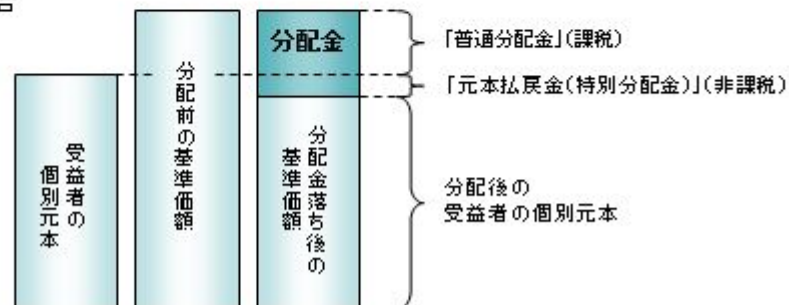 受益者の
個別元本
分配前の基準価額
分配金
分配金落ち後の
基準価額
「普通分配金」(課税)
「元本払戻金(特別分配金)」(非課税)
分配後の
受益者の個別元本